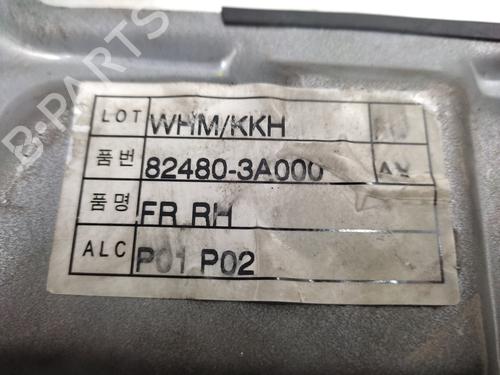 B-PARTS
LOT WHM/KKH
품번 82480-3A000
품명 FR RH
ALC P01 P02